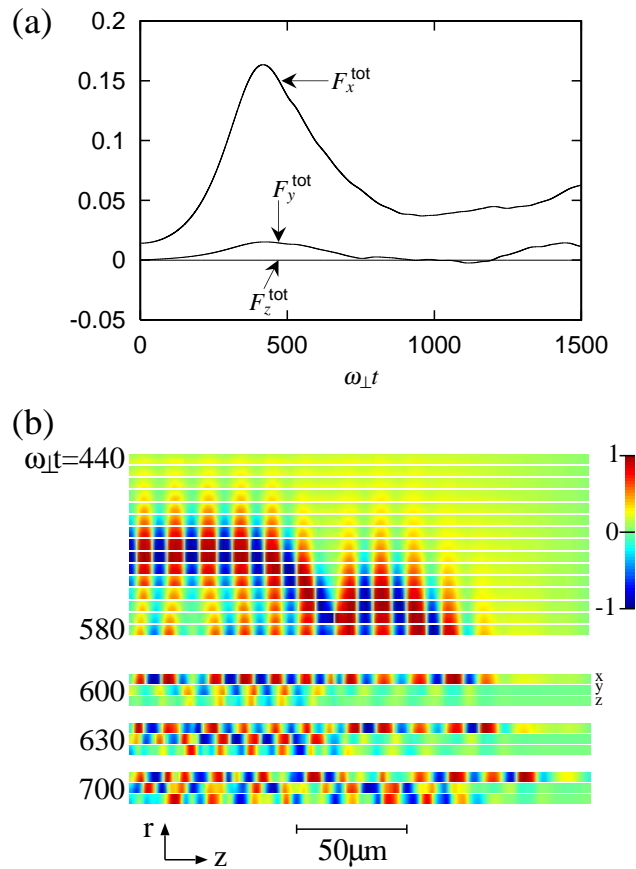 (a)
0.2
0.15
0.1
0.05
0
-0.05
F_x^tot
F_y^tot
F_z^tot
0 500 1000 1500
ω⊥t
(b)
ω⊥t=440
580
1
0
-1
600
x
y
z
630
700
r
z
50μm